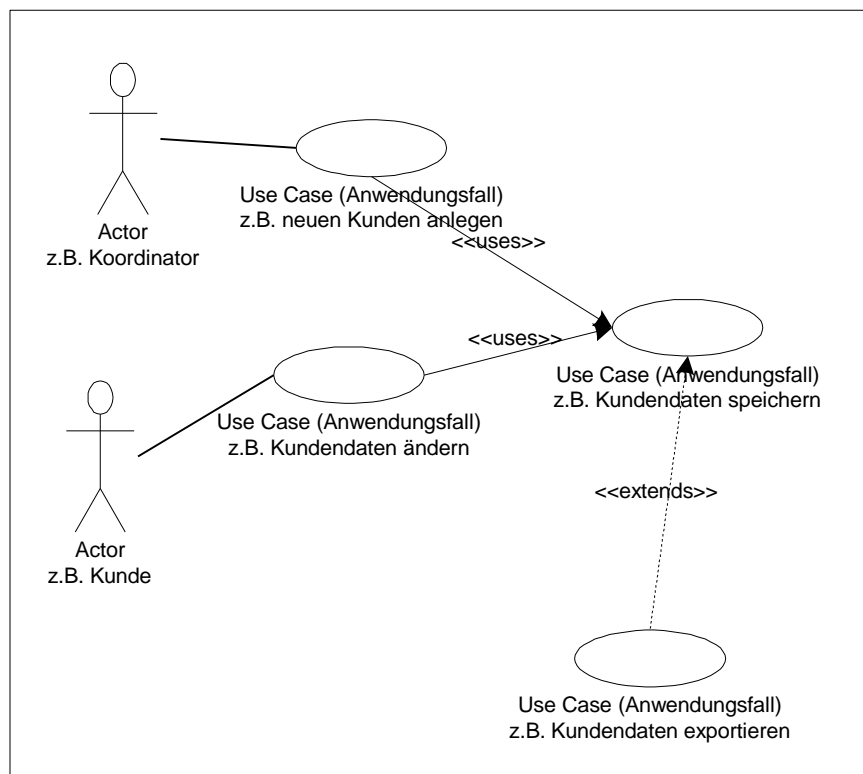 Use Case (Anwendungsfall)
z.B. neuen Kunden anlegen
Actor
z.B. Koordinator
<<uses>>
<<uses>>
Use Case (Anwendungsfall)
z.B. Kundendaten speichern
Use Case (Anwendungsfall)
z.B. Kundendaten ändern
<<extends>>
Actor
z.B. Kunde
Use Case (Anwendungsfall)
z.B. Kundendaten exportieren